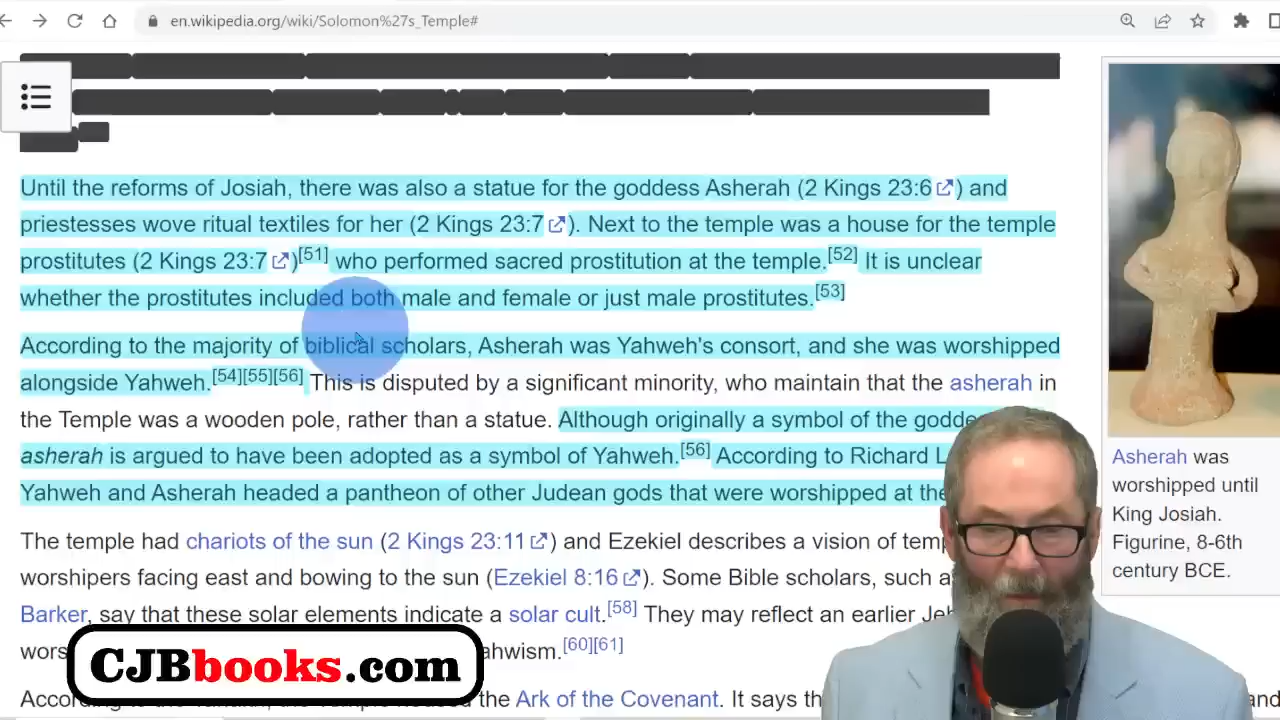 en.wikipedia.org/wiki/Solomon%27s_Temple#
Until the reforms of Josiah, there was also a statue for the goddess Asherah (2 Kings 23:6) and
priestesses wove ritual textiles for her (2 Kings 23:7). Next to the temple was a house for the temple
prostitutes (2 Kings 23:7)[51] who performed sacred prostitution at the temple.[52] It is unclear
whether the prostitutes included both male and female or just male prostitutes.[53]
According to the majority of biblical scholars, Asherah was Yahweh's consort, and she was worshipped
alongside Yahweh.[54][55][56] This is disputed by a significant minority, who maintain that the asherah in
the Temple was a wooden pole, rather than a statue. Although originally a symbol of the
asherah is argued to have been adopted as a symbol of Yahweh.[56] According to Richard
Yahweh and Asherah headed a pantheon of other Judean gods that were worshipped at the
The temple had chariots of the sun (2 Kings 23:11) and Ezekiel describes a vision of
worshipers facing east and bowing to the sun (Ezekiel 8:16). Some Bible scholars, such
Barker, say that these solar elements indicate a solar cult.[58] They may reflect an earlier
[60][61]
the Ark of the Covenant. It says
Asherah was
worshipped until
King Josiah.
Figurine, 8-6th
century BCE.
CJBbooks.com